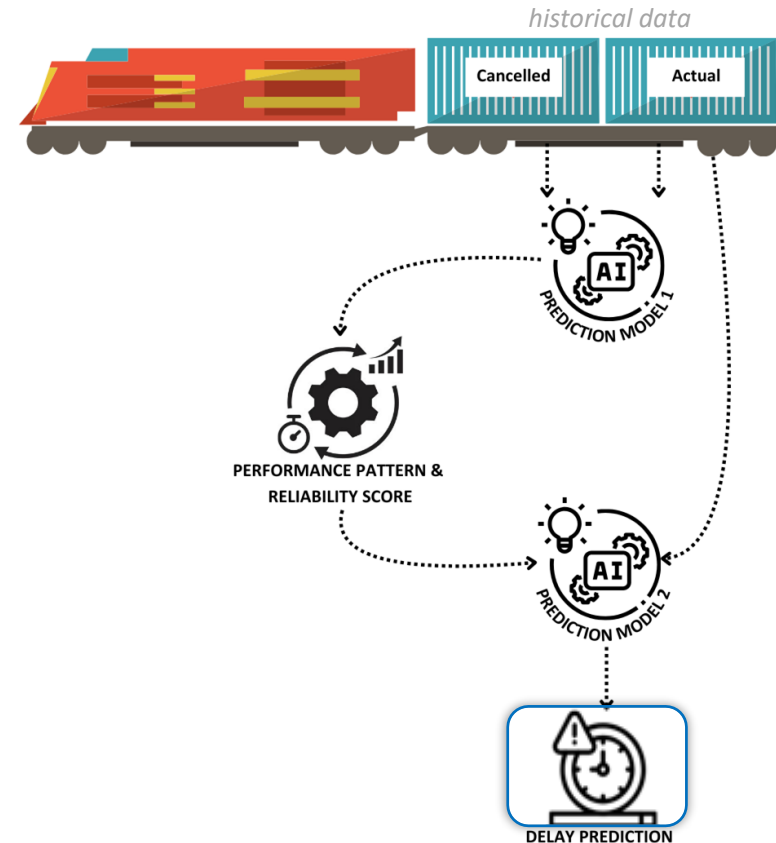 historical data
Cancelled
Actual
AI
PREDICTION MODEL 1
PERFORMANCE PATTERN &
RELIABILITY SCORE
AI
PREDICTION MODEL 2
DELAY PREDICTION